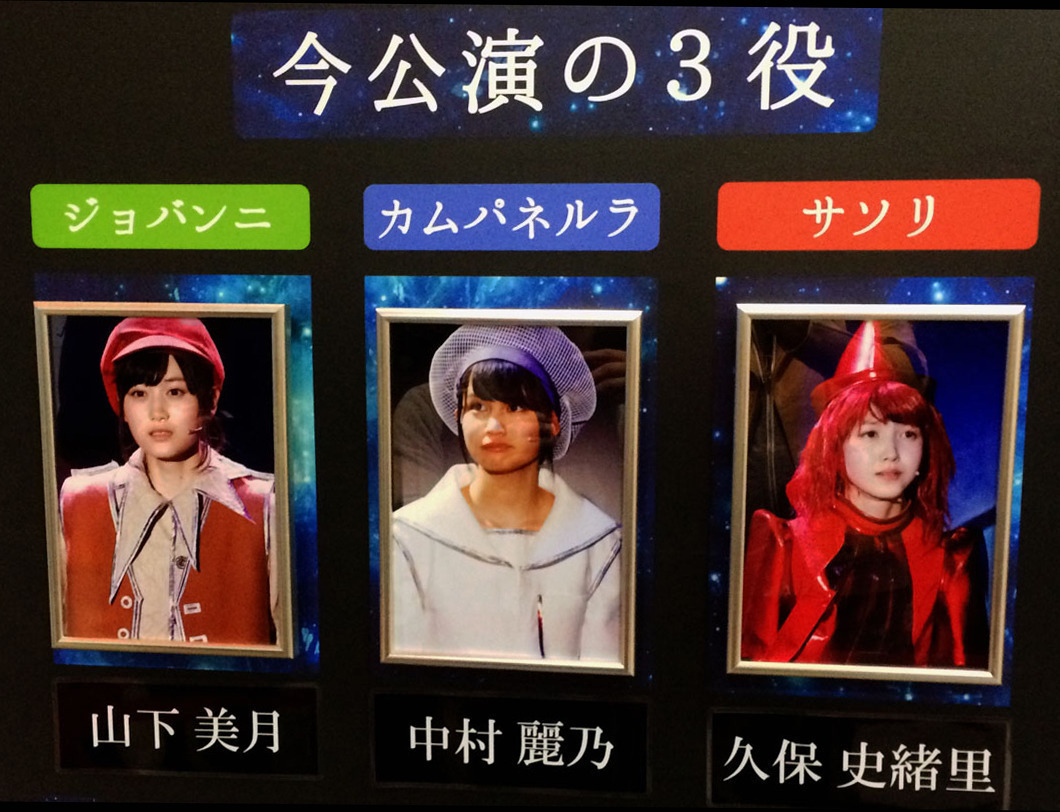 今公演の3役
ジョバンニ
カムパネルラ
サソリ
山下 美月
中村 麗乃
久保 史緒里